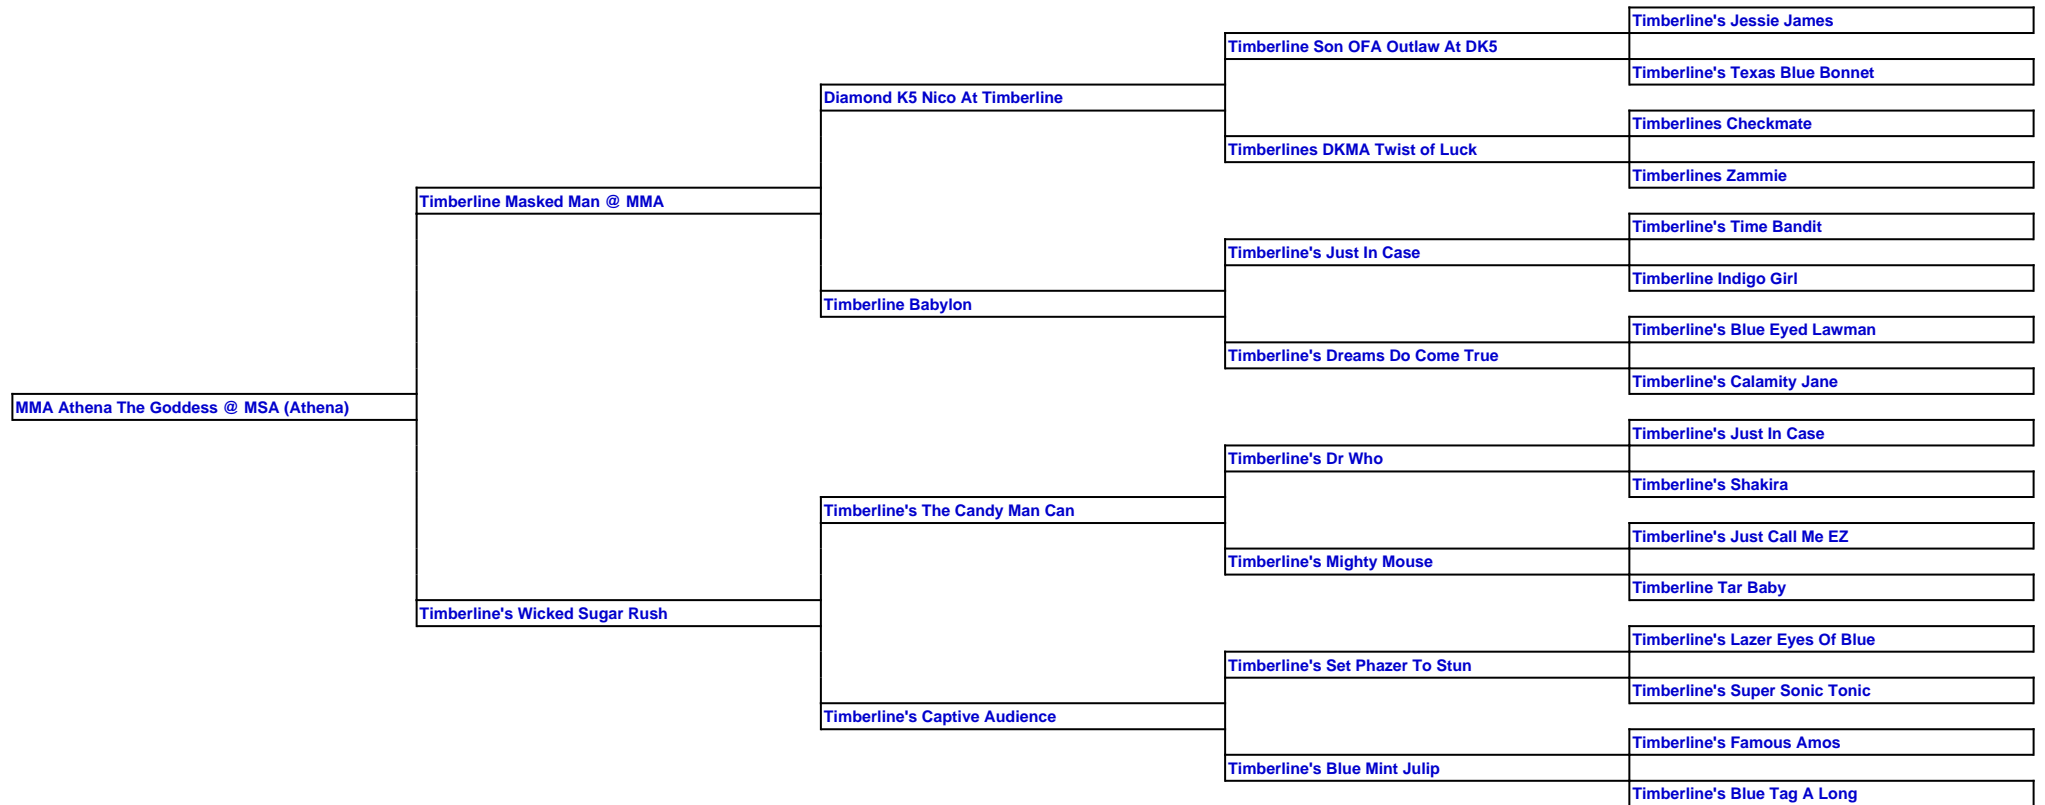 Timberline's Jessie James
Timberline Son OFA Outlaw At DK5
Timberline's Texas Blue Bonnet
Diamond K5 Nico At Timberline
Timberlines Checkmate
Timberlines DKMA Twist of Luck
Timberlines Zammie
Timberline Masked Man @ MMA
Timberline's Time Bandit
Timberline's Just In Case
Timberline Indigo Girl
Timberline Babylon
Timberline's Blue Eyed Lawman
Timberline's Dreams Do Come True
Timberline's Calamity Jane
MMA Athena The Goddess @ MSA (Athena)
Timberline's Just In Case
Timberline's Dr Who
Timberline's Shakira
Timberline's The Candy Man Can
Timberline's Just Call Me EZ
Timberline's Mighty Mouse
Timberline Tar Baby
Timberline's Wicked Sugar Rush
Timberline's Lazer Eyes Of Blue
Timberline's Set Phazer To Stun
Timberline's Super Sonic Tonic
Timberline's Captive Audience
Timberline's Famous Amos
Timberline's Blue Mint Julip
Timberline's Blue Tag A Long